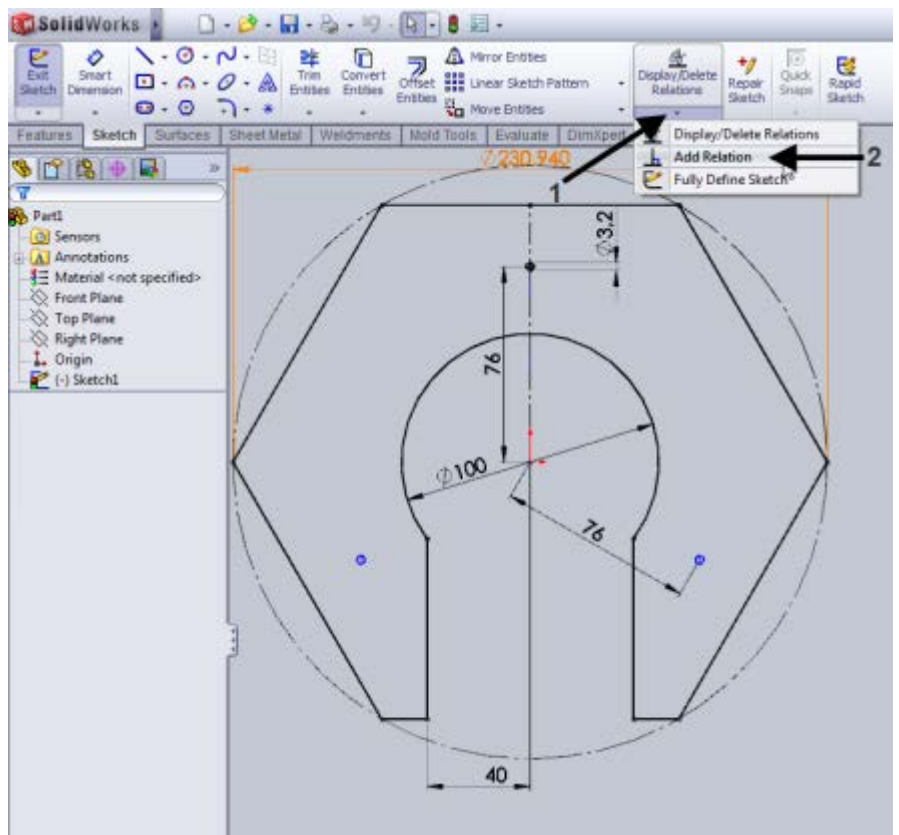 SolidWorks
Exit Sketch
Smart Dimension
Trim Entities
Convert Entities
Offset Entities
Mirror Entities
Linear Sketch Pattern
Move Entities
Display/Delete Relations
Repair Sketch
Quick Snaps
Rapid Sketch
Features Sketch Surfaces Sheet Metal Weldments Mold Tools Evaluate DimXpert
Display/Delete Relations
Add Relation
Fully Define Sketch
1
2
Part1
Sensors
Annotations
Material <not specified>
Front Plane
Top Plane
Right Plane
Origin
(-) Sketch1
∅230.940
∅3.2
76
∅100
76
40